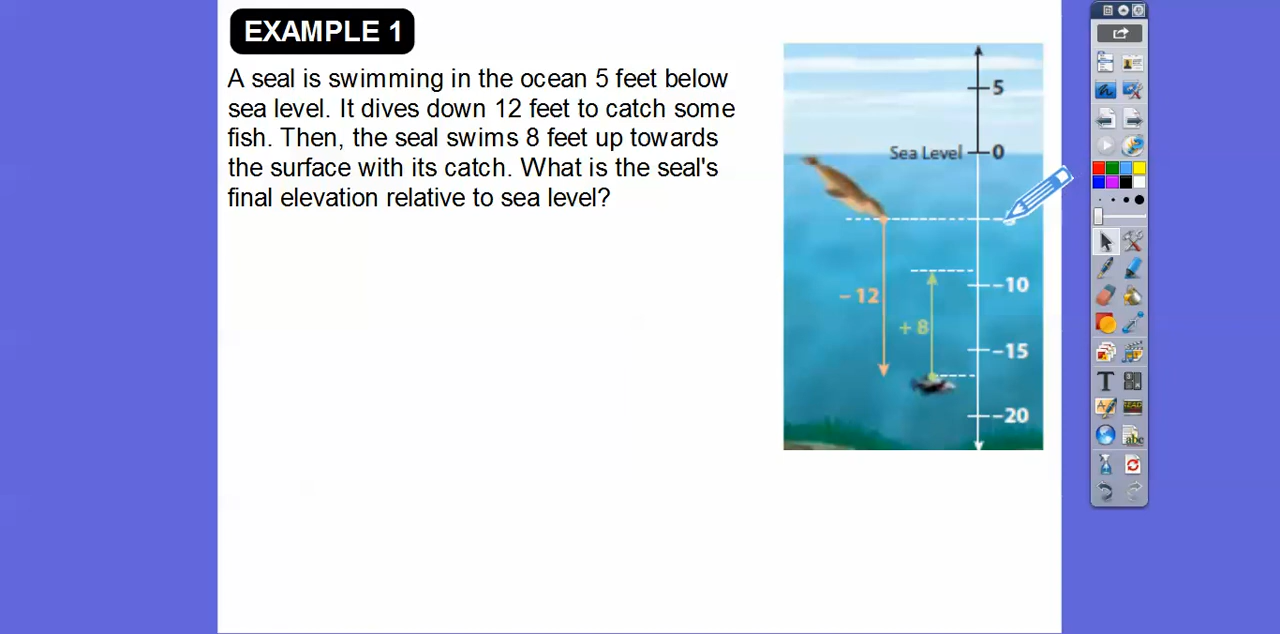 EXAMPLE 1
A seal is swimming in the ocean 5 feet below
sea level. It dives down 12 feet to catch some
fish. Then, the seal swims 8 feet up towards
the surface with its catch. What is the seal's
final elevation relative to sea level?
5
Sea Level 0
-10
-12
+8
-15
-20
T
abc